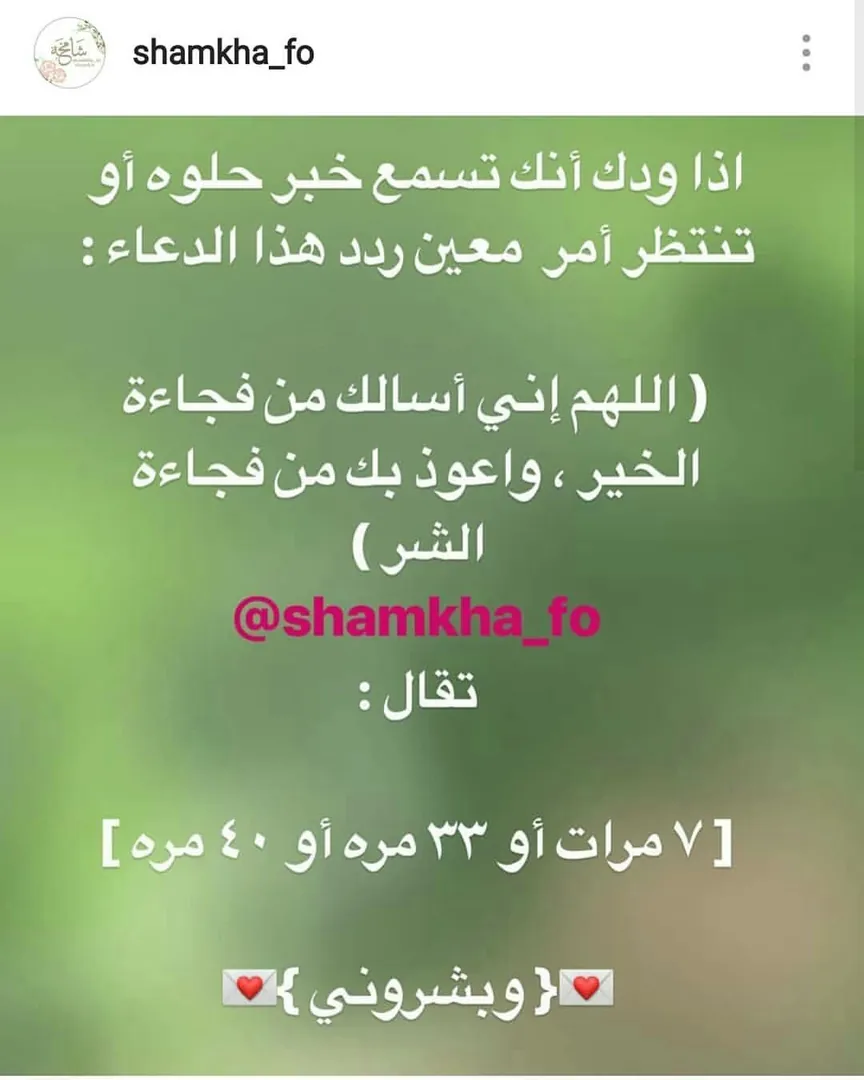 shamkha_fo
اذا ودك أنك تسمع خبر حلوه أو
تنتظر أمر معين ردد هذا الدعاء :
( اللهم إني أسالك من فجاءة
الخير ، واعوذ بك من فجاءة
الشر )
@shamkha_fo
تقال :
[ ٧ مرات أو ٣٣ مره أو ٤٠ مره ]
💌{ وبشروني }💌